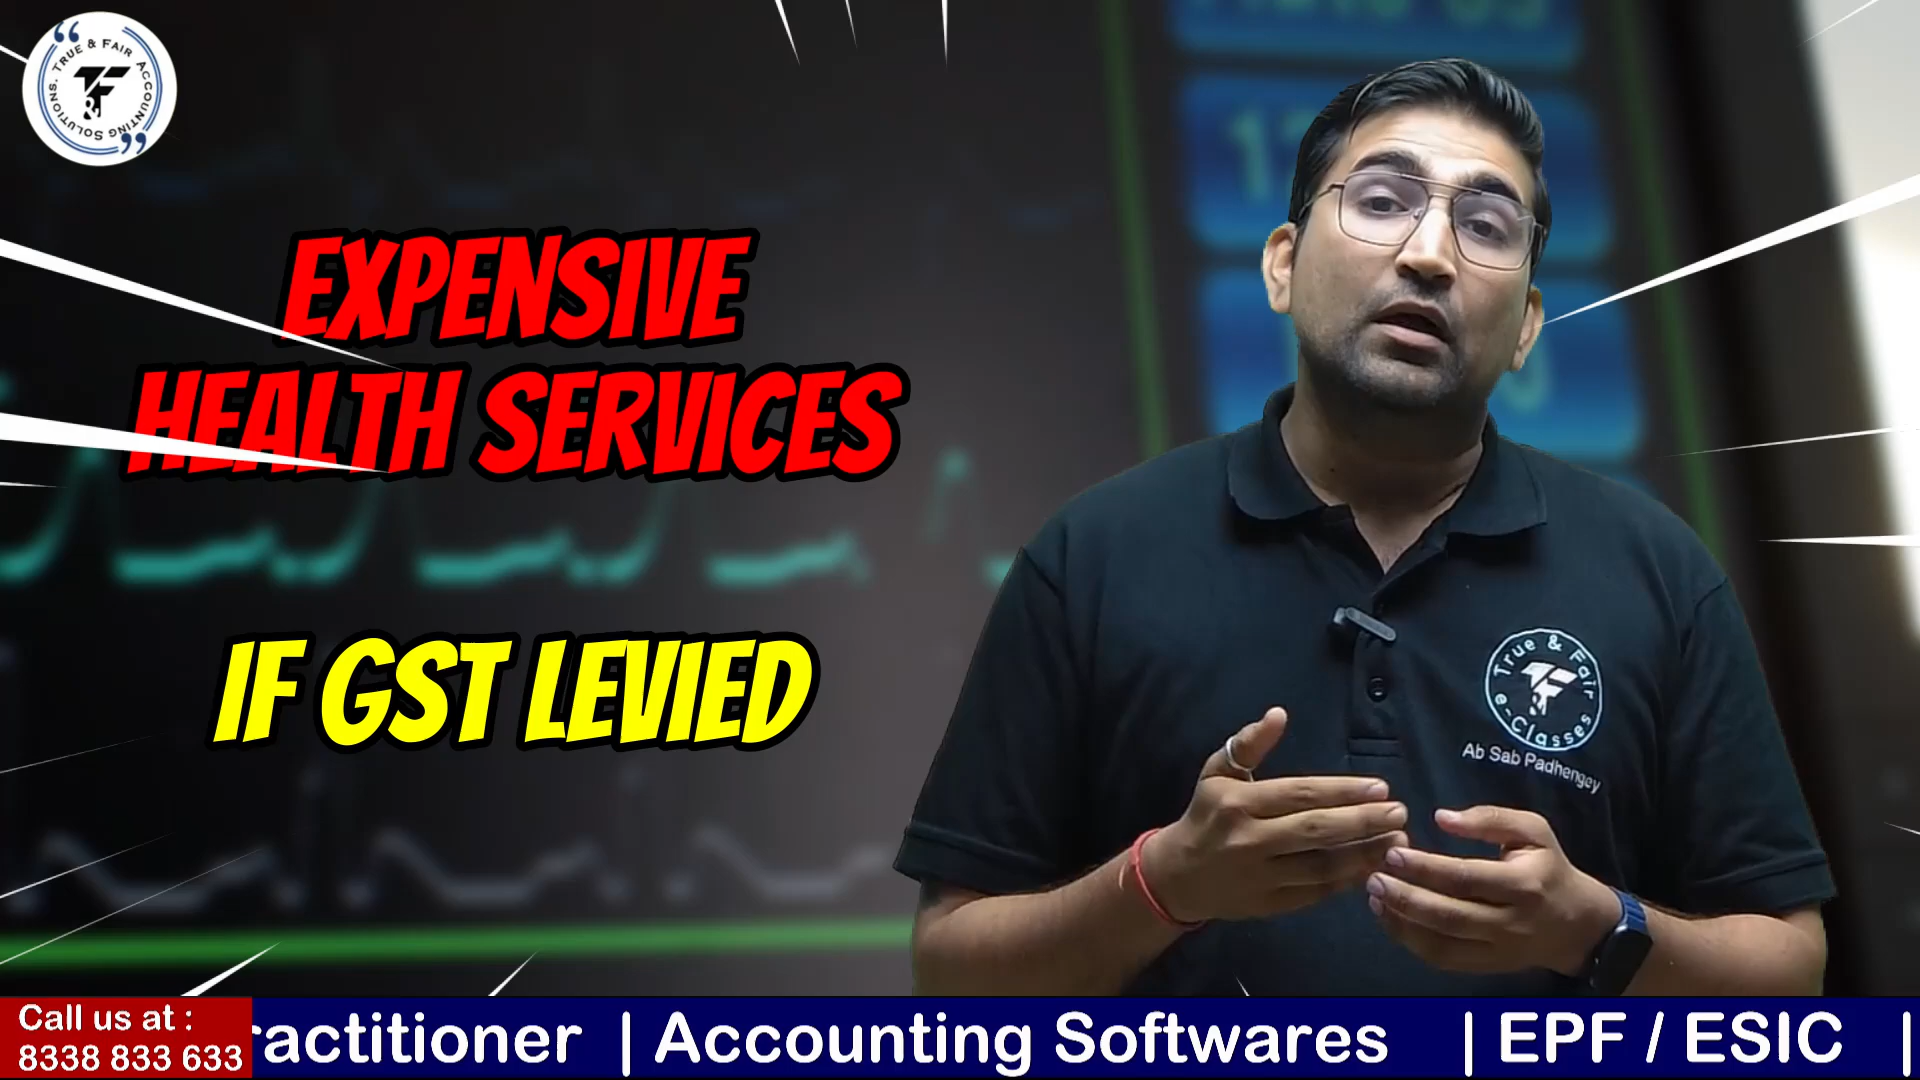 TRUE & FAIR ACCOUNTING SOLUTIONS.
T&F
EXPENSIVE
HEALTH SERVICES
IF GST LEVIED
True & Fair
T&F
e-Classes
Ab Sab Padhengey
Call us at :
8338 833 633
ractitioner | Accounting Softwares | EPF / ESIC |